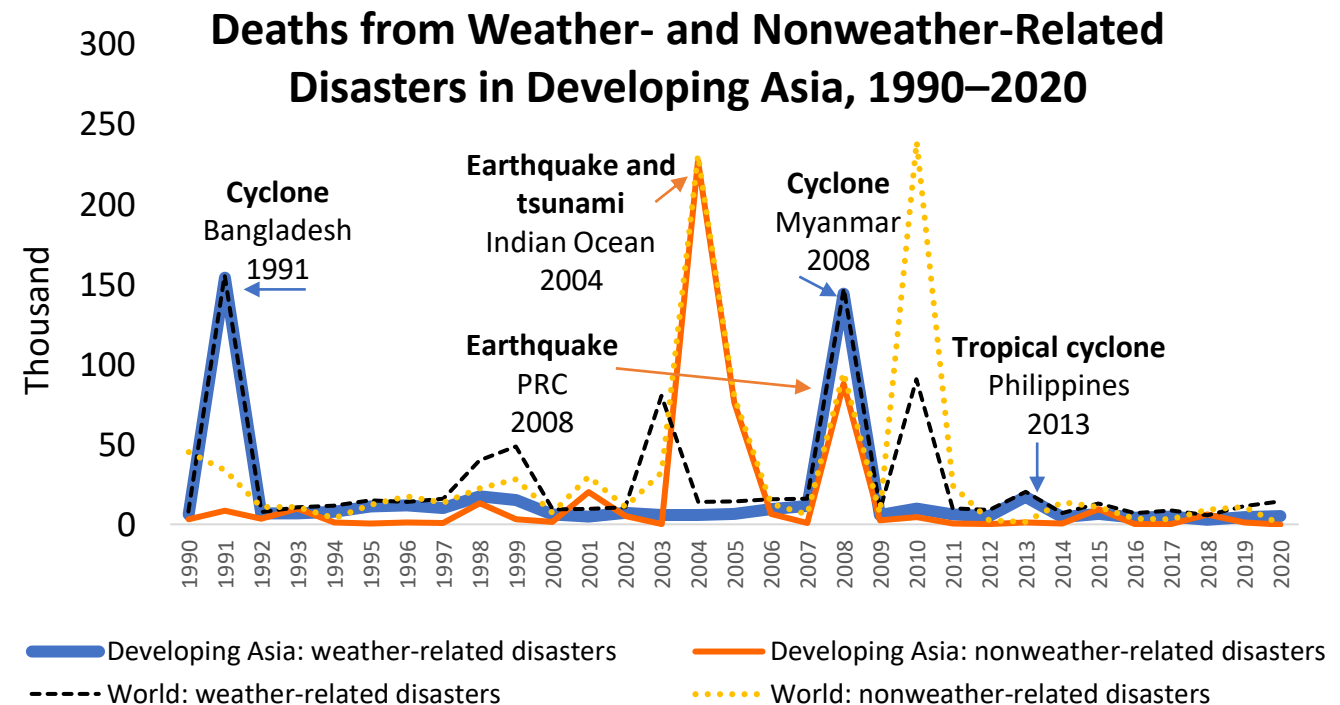 Deaths from Weather- and Nonweather-Related
Disasters in Developing Asia, 1990–2020
300
250
200
150
100
50
0
Thousand
Cyclone
Bangladesh
1991
Earthquake and
tsunami
Indian Ocean
2004
Earthquake
PRC
2008
Cyclone
Myanmar
2008
Tropical cyclone
Philippines
2013
1990
1991
1992
1993
1994
1995
1996
1997
1998
1999
2000
2001
2002
2003
2004
2005
2006
2007
2008
2009
2010
2011
2012
2013
2014
2015
2016
2017
2018
2019
2020
Developing Asia: weather-related disasters
Developing Asia: nonweather-related disasters
World: weather-related disasters
World: nonweather-related disasters